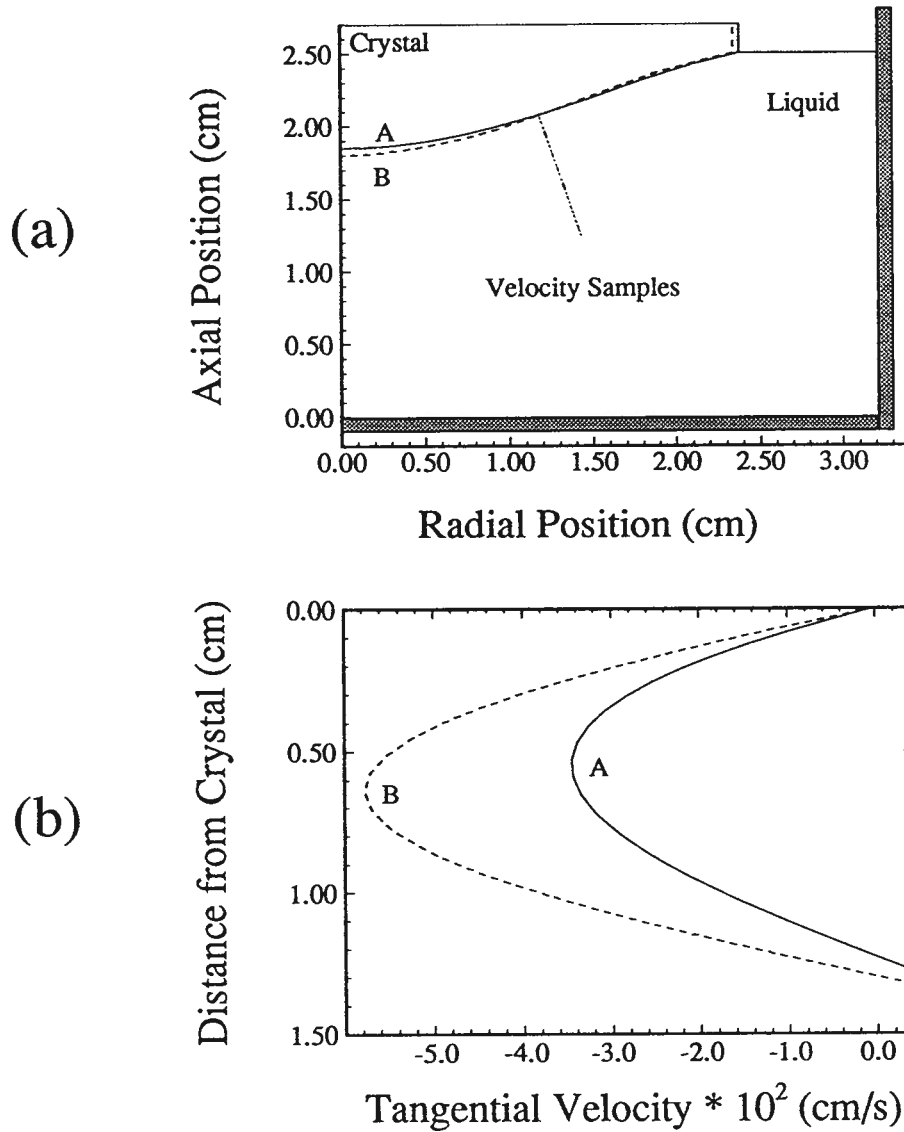 (a)
Axial Position (cm)
2.50
2.00
1.50
1.00
0.50
0.00
Crystal
Liquid
A
B
Velocity Samples
0.00 0.50 1.00 1.50 2.00 2.50 3.00
Radial Position (cm)
(b)
Distance from Crystal (cm)
0.00
0.50
1.00
1.50
B
A
-5.0 -4.0 -3.0 -2.0 -1.0 0.0
Tangential Velocity * 10² (cm/s)